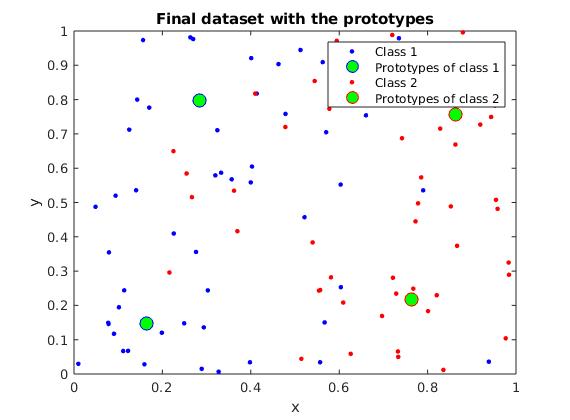 Final dataset with the prototypes
1
0.9
0.8
0.7
0.6
0.5
0.4
0.3
0.2
0.1
0
y
Class 1
Prototypes of class 1
Class 2
Prototypes of class 2
0 0.2 0.4 0.6 0.8 1
x